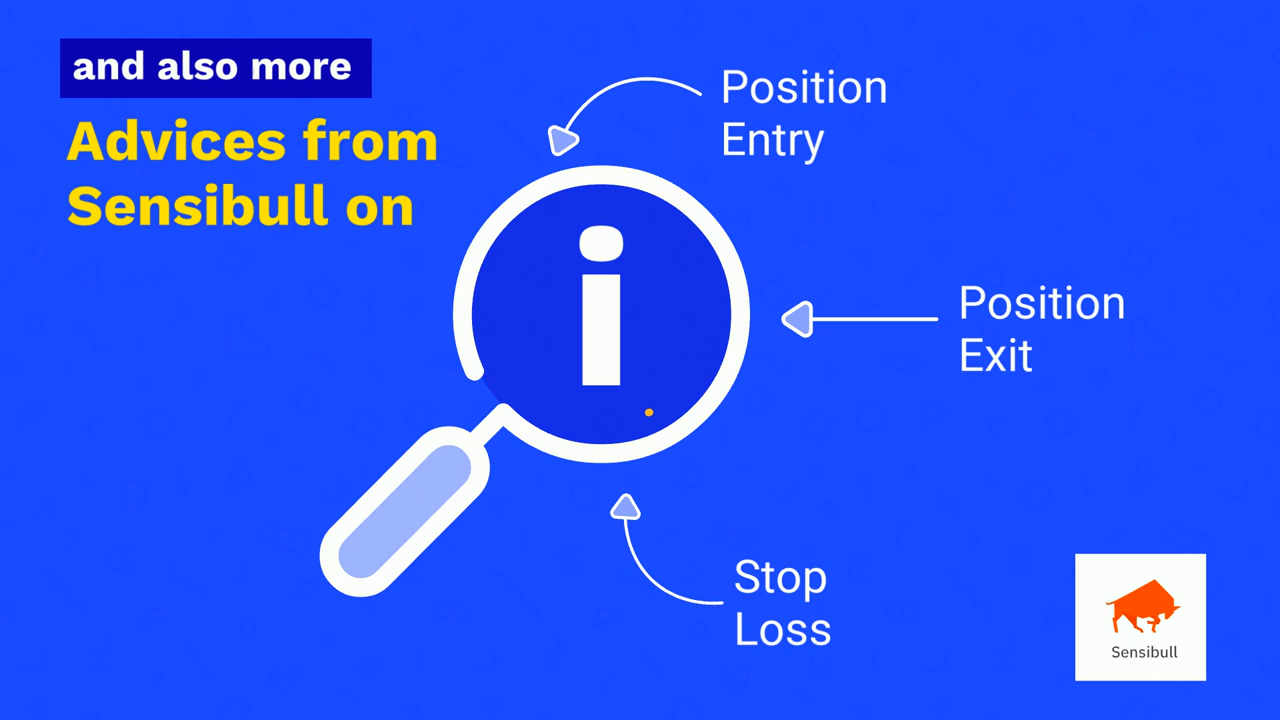 and also more
Advices from
Sensibull on
Position
Entry
i
Position
Exit
Stop
Loss
Sensibull